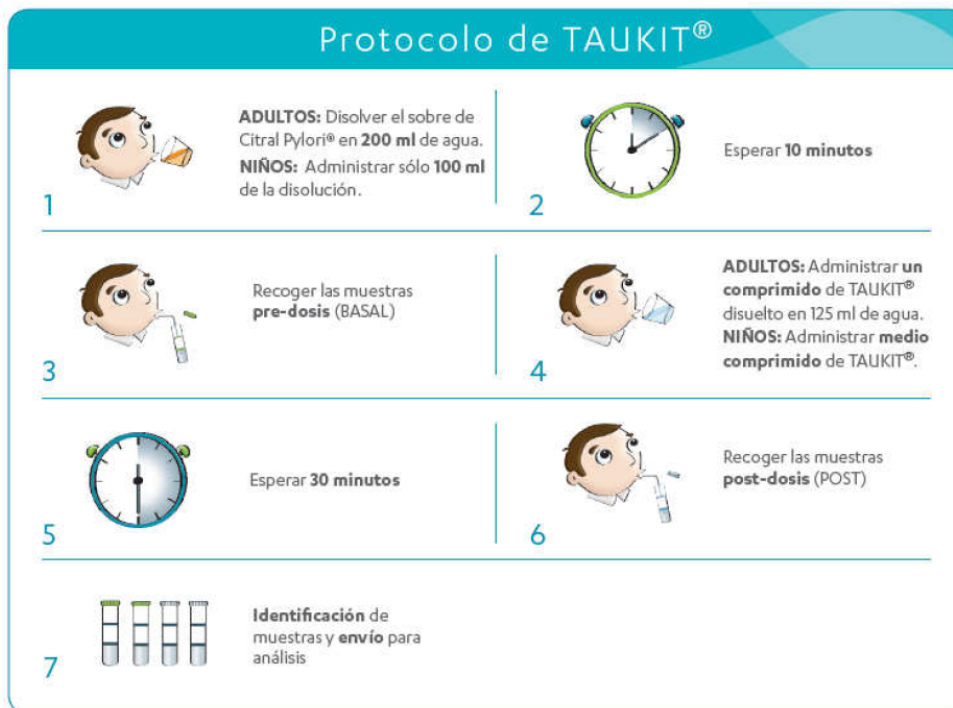 Protocolo de TAUKIT®
ADULTOS: Disolver el sobre de
Citral Pylori® en 200 ml de agua.
NIÑOS: Administrar sólo 100 ml
de la disolución.
1
Esperar 10 minutos
2
Recoger las muestras
pre-dosis (BASAL)
3
ADULTOS: Administrar un
comprimido de TAUKIT®
disuelto en 125 ml de agua.
NIÑOS: Administrar medio
comprimido de TAUKIT®.
4
Esperar 30 minutos
5
Recoger las muestras
post-dosis (POST)
6
Identificación de
muestras y envío para
análisis
7